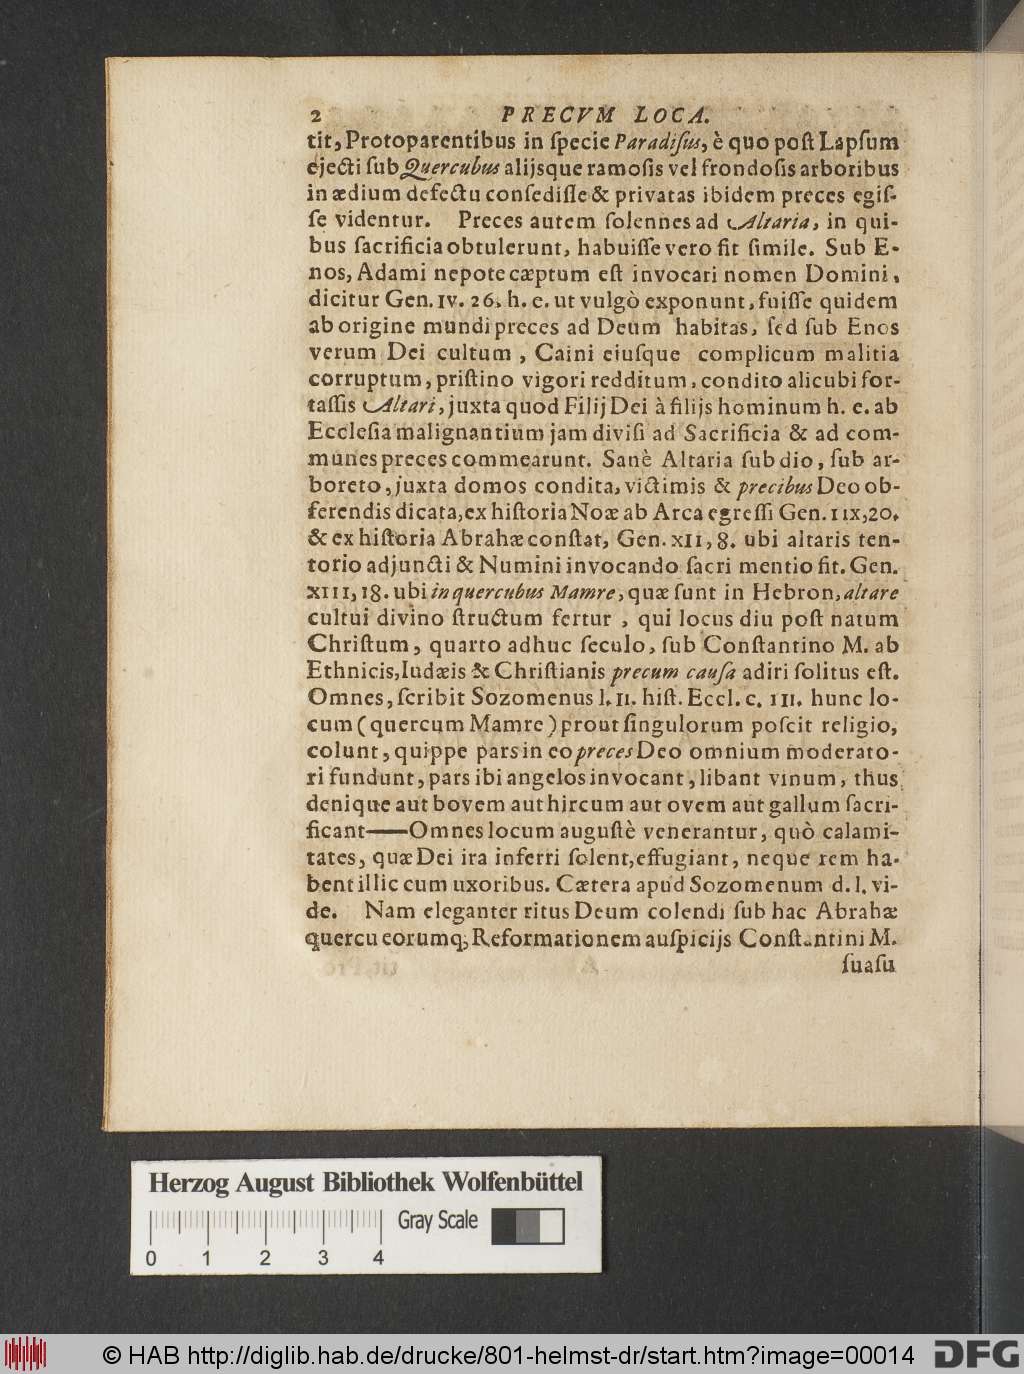 2 PRECVM LOCA.
tit, Protoparentibus in ſpecie Paradiſus, è quo poſt Lapſum
ejecti ſub Quercubus alijsque ramoſis vel frondoſis arboribus
in ædium defectu conſediſſe & privatas ibidem preces egiſ-
ſe videntur. Preces autem ſolennes ad Altaria, in qui-
bus ſacrificia obtulerunt, habuiſſe vero fit ſimile. Sub E-
nos, Adami nepote cæptum eſt invocari nomen Domini,
dicitur Gen. IV. 26. h. e. ut vulgò exponunt, fuiſſe quidem
ab origine mundi preces ad Deum habitas, ſed ſub Enos
verum Dei cultum, Caini eiuſque complicum malitia
corruptum, priſtino vigori redditum, condito alicubi for-
taſſis Altari, juxta quod Filij Dei à filijs hominum h. e. ab
Eccleſia malignantium jam diviſi ad Sacrificia & ad com-
munes preces commearunt. Sanè Altaria ſub dio, ſub ar-
boreto, juxta domos condita, victimis & precibus Deo ob-
ferendis dicata, ex hiſtoria Noæ ab Arca egreſſi Gen. IIX, 20.
& ex hiſtoria Abrahæ conſtat, Gen. XII, 8. ubi altaris ten-
torio adjuncti & Numini invocando ſacri mentio fit. Gen.
XIII, 18. ubi in quercubus Mamre, quæ ſunt in Hebron, altare
cultui divino ſtructum fertur, qui locus diu poſt natum
Chriſtum, quarto adhuc ſeculo, ſub Conſtantino M. ab
Ethnicis, Iudæis & Chriſtianis precum cauſa adiri ſolitus eſt.
Omnes, ſcribit Sozomenus l. II. hiſt. Eccl. c. III. hunc lo-
cum (quercum Mamre) prout ſingulorum poſcit religio,
colunt, quippe pars in eo preces Deo omnium moderato-
ri fundunt, pars ibi angelos invocant, libant vinum, thus
denique aut bovem aut hircum aut ovem aut gallum ſacri-
ficant—Omnes locum auguſtè venerantur, quò calami-
tates, quæ Dei ira inferri ſolent, effugiant, neque rem ha-
bent illic cum uxoribus. Cætera apud Sozomenum d. l. vi-
de. Nam eleganter ritus Deum colendi ſub hac Abrahæ
quercu eorumq; Reformationem auſpicijs Conſtantini M.
ſuaſu
Herzog August Bibliothek Wolfenbüttel
Gray Scale
0 1 2 3 4
© HAB http://diglib.hab.de/drucke/801-helmst-dr/start.htm?image=00014
DFG